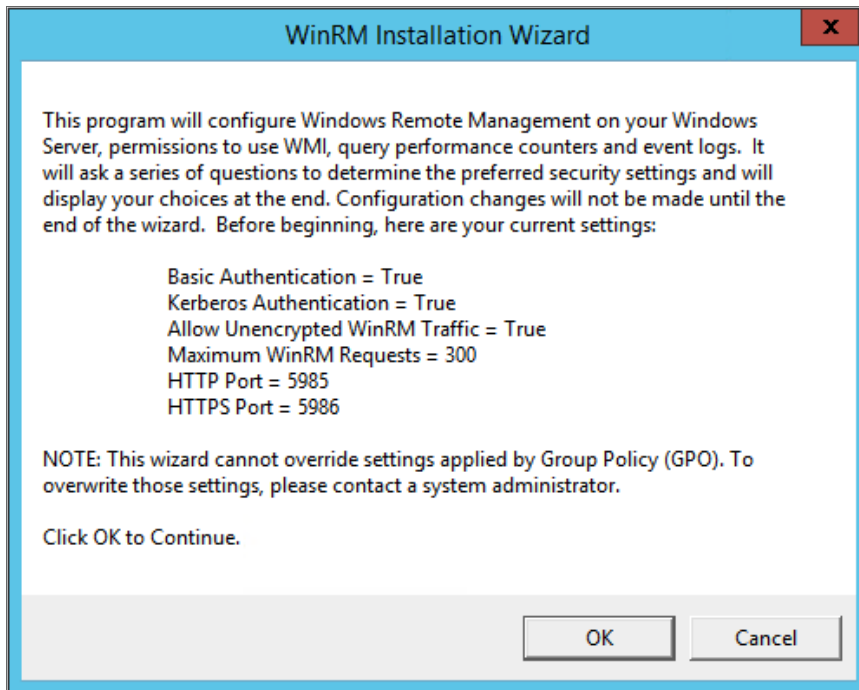 WinRM Installation Wizard
x
This program will configure Windows Remote Management on your Windows
Server, permissions to use WMI, query performance counters and event logs.  It
will ask a series of questions to determine the preferred security settings and will
display your choices at the end. Configuration changes will not be made until the
end of the wizard.  Before beginning, here are your current settings:
Basic Authentication = True
Kerberos Authentication = True
Allow Unencrypted WinRM Traffic = True
Maximum WinRM Requests = 300
HTTP Port = 5985
HTTPS Port = 5986
NOTE: This wizard cannot override settings applied by Group Policy (GPO). To
overwrite those settings, please contact a system administrator.
Click OK to Continue.
OK
Cancel